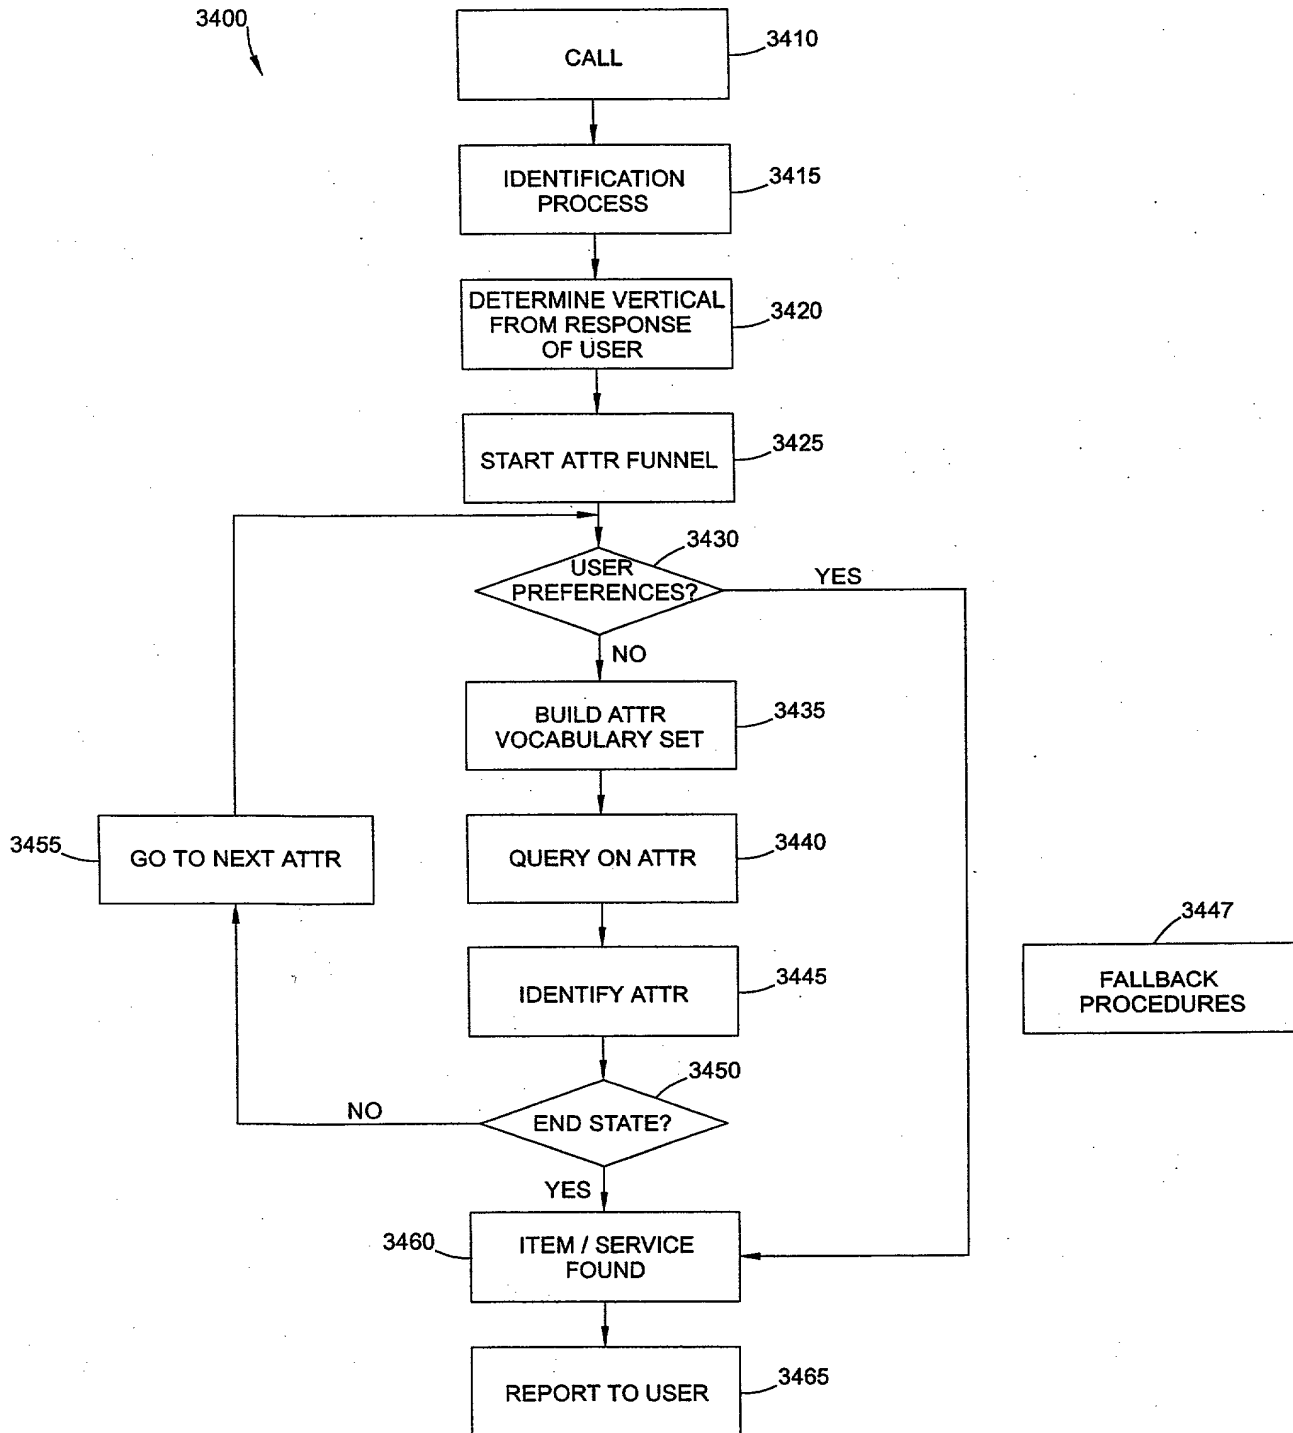 3400
CALL
3410
IDENTIFICATION
PROCESS
3415
DETERMINE VERTICAL
FROM RESPONSE
OF USER
3420
START ATTR FUNNEL
3425
USER
PREFERENCES?
3430
YES
NO
BUILD ATTR
VOCABULARY SET
3435
3455
GO TO NEXT ATTR
QUERY ON ATTR
3440
IDENTIFY ATTR
3445
3447
FALLBACK
PROCEDURES
END STATE?
3450
NO
YES
3460
ITEM / SERVICE
FOUND
REPORT TO USER
3465